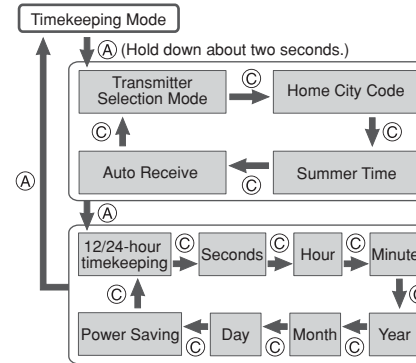 Timekeeping Mode
Ⓐ (Hold down about two seconds.)
Transmitter
Selection Mode
Ⓒ
Home City Code
Ⓒ
Ⓒ
Auto Receive
Ⓒ
Summer Time
Ⓐ
Ⓐ
12/24-hour
timekeeping
Ⓒ
Seconds
Ⓒ
Hour
Ⓒ
Minute
Ⓒ
Ⓒ
Power Saving
Ⓒ
Day
Ⓒ
Month
Ⓒ
Year